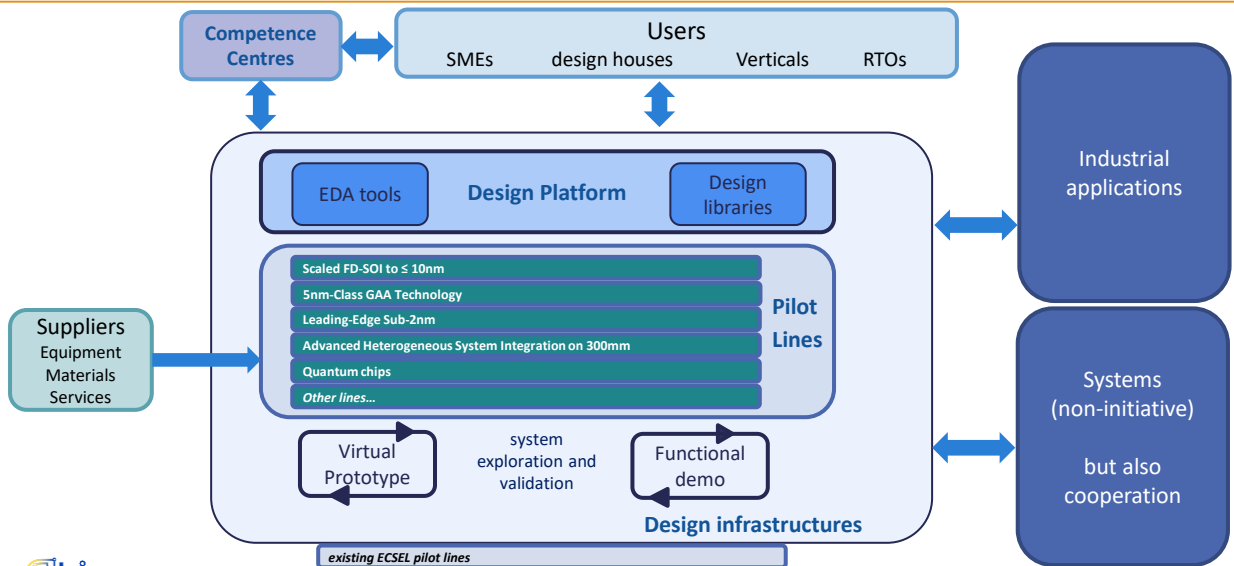 Competence
Centres
Users
SMEs design houses Verticals RTOs
Industrial
applications
EDA tools
Design Platform
Design
libraries
Scaled FD-SOI to ≤ 10nm
5nm-Class GAA Technology
Leading-Edge Sub-2nm
Advanced Heterogeneous System Integration on 300mm
Quantum chips
Other lines…
Pilot
Lines
Suppliers
Equipment
Materials
Services
Systems
(non-initiative)
but also
cooperation
Virtual
Prototype
system
exploration and
validation
Functional
demo
Design infrastructures
existing ECSEL pilot lines